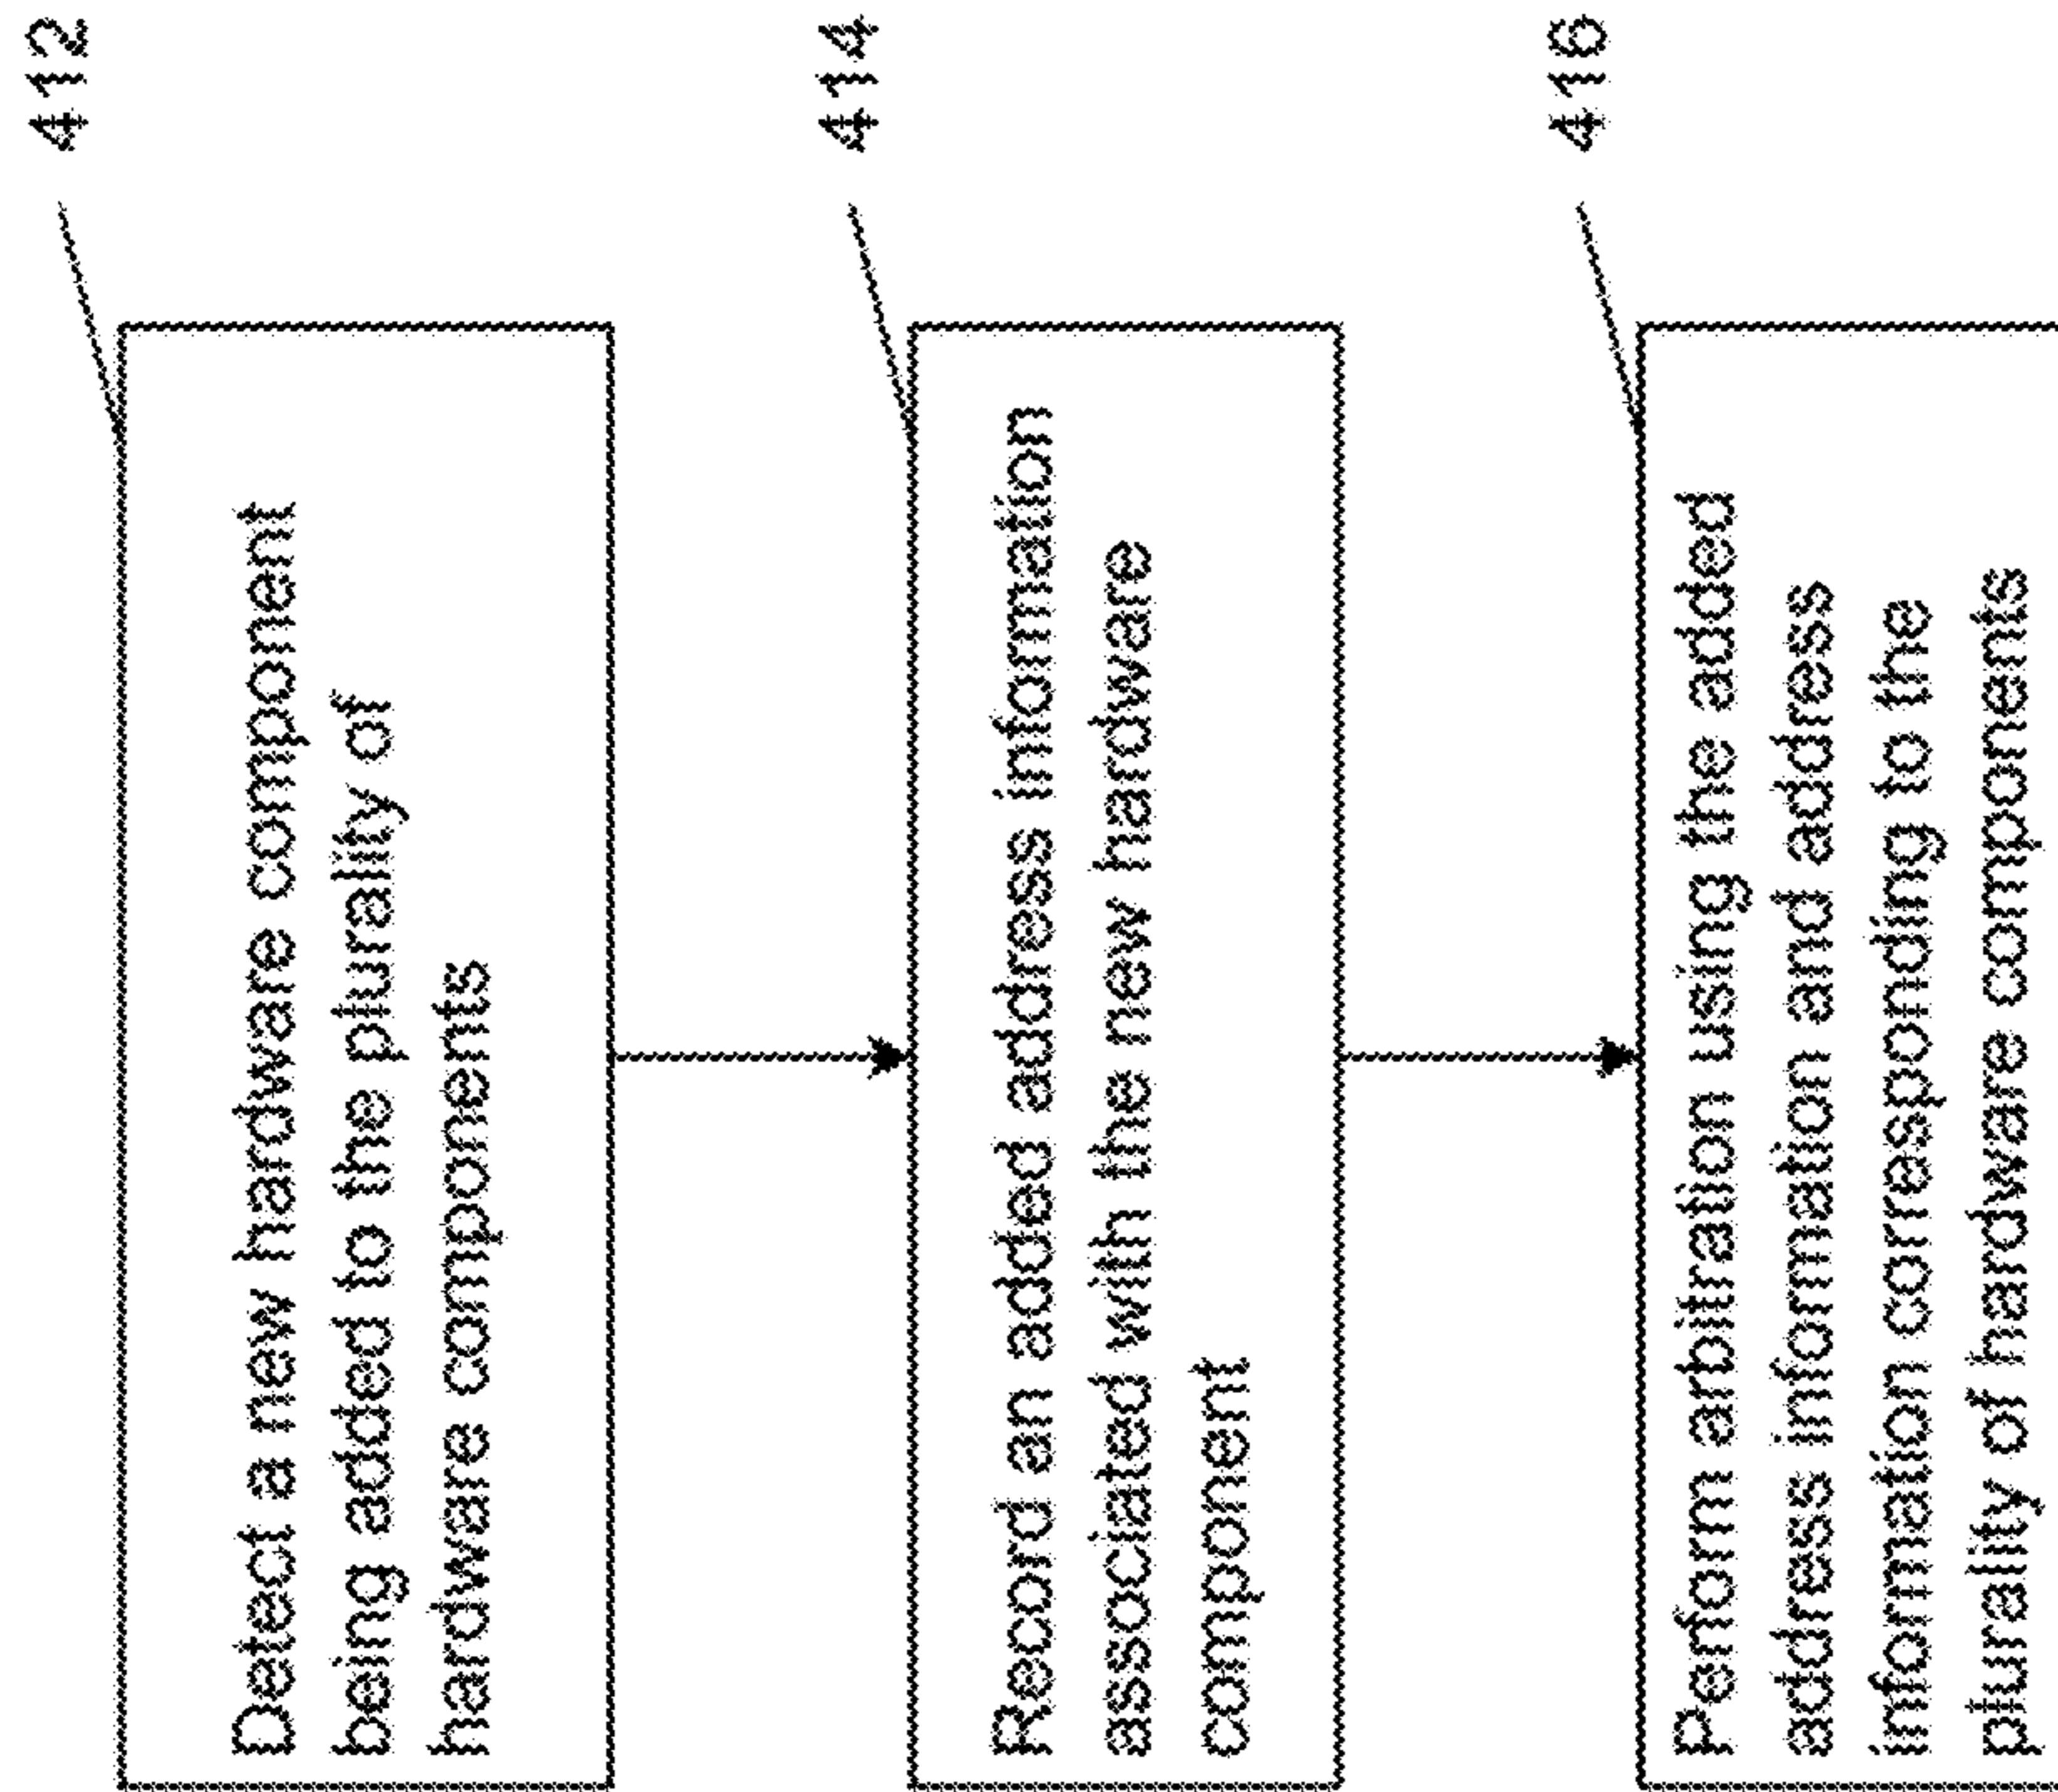 412
Detect a new hardware component
being added to the plurality of
hardware components
414
Record an added address information
associated with the new hardware
component
416
Perform arbitration using the added
address information and address
information corresponding to the
plurality of hardware components